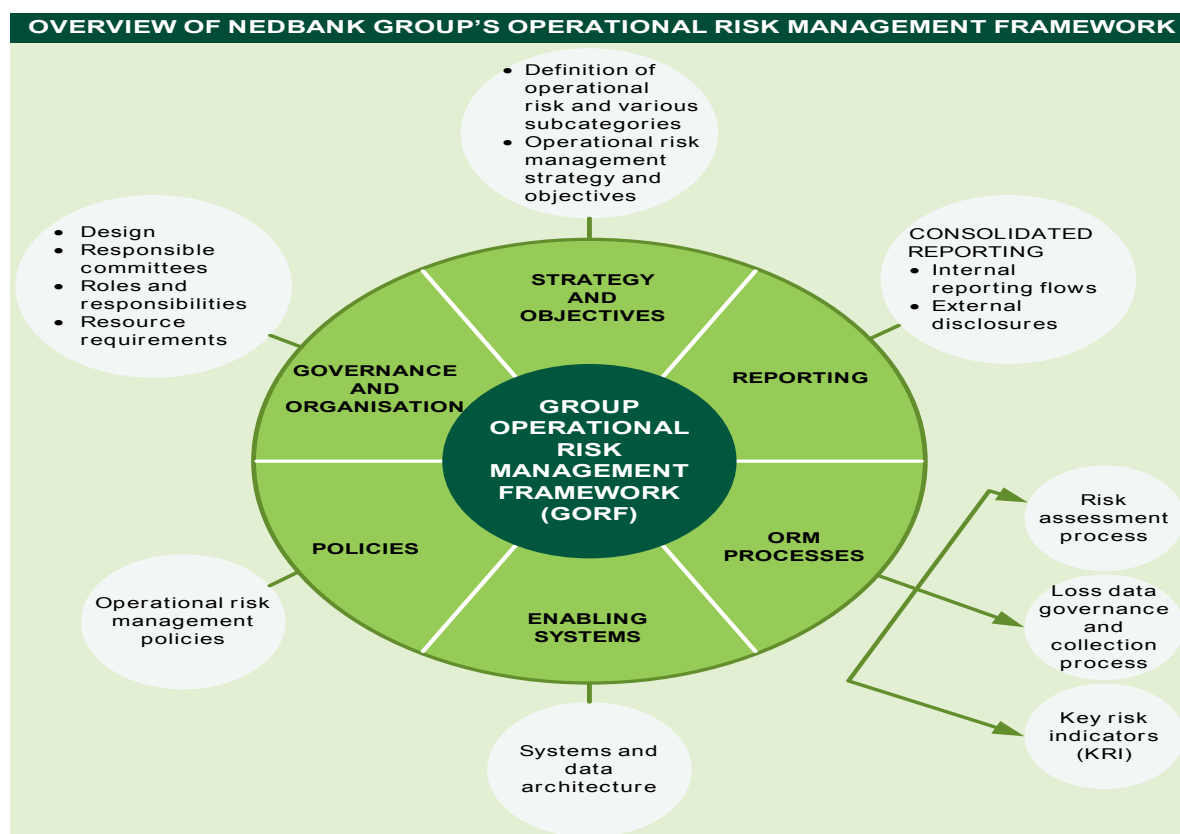 OVERVIEW OF NEDBANK GROUP'S OPERATIONAL RISK MANAGEMENT FRAMEWORK
• Definition of
operational
risk and various
subcategories
• Operational risk
management
strategy and
objectives
• Design
• Responsible
committees
• Roles and
responsibilities
• Resource
requirements
CONSOLIDATED
REPORTING
• Internal
reporting flows
• External
disclosures
STRATEGY
AND
OBJECTIVES
GOVERNANCE
AND
ORGANISATION
REPORTING
GROUP
OPERATIONAL
RISK
MANAGEMENT
FRAMEWORK
(GORF)
POLICIES
ORM
PROCESSES
ENABLING
SYSTEMS
Operational risk
management
policies
Systems and
data
architecture
Risk
assessment
process
Loss data
governance
and
collection
process
Key risk
indicators
(KRI)